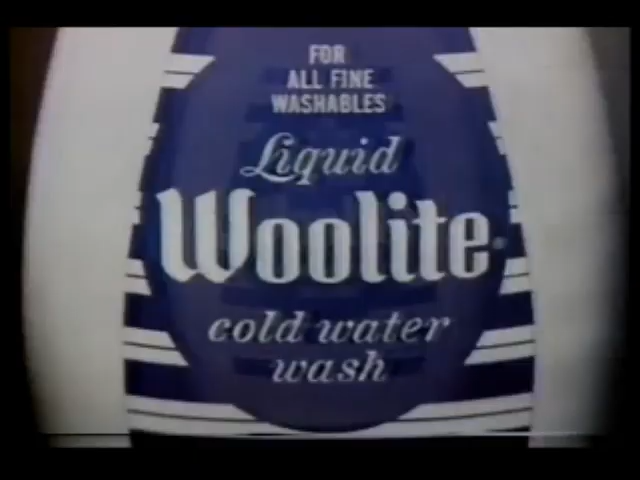 FOR
ALL FINE
WASHABLES
Liquid
Woolite®
cold water
wash